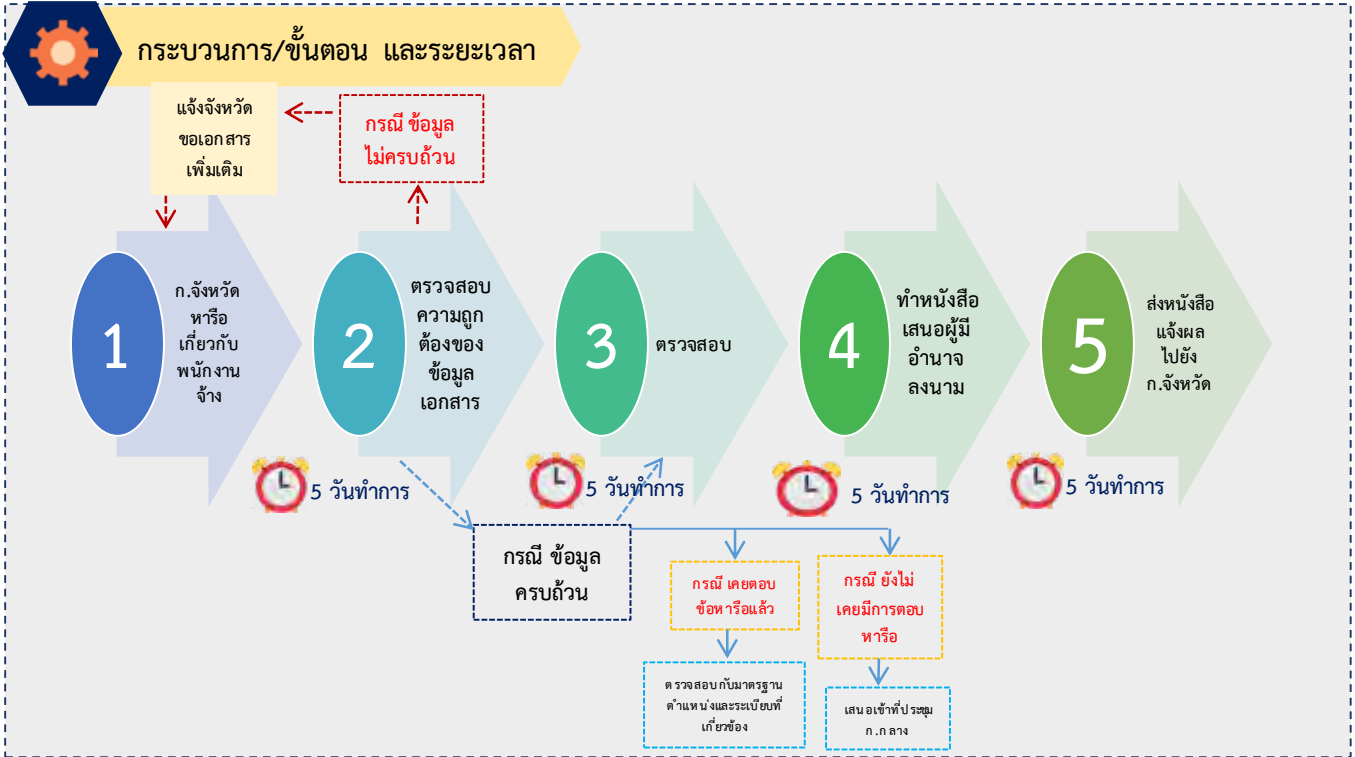 กระบวนการ/ขั้นตอน และระยะเวลา
แจ้งจังหวัด
ขอเอกสาร
เพิ่มเติม
กรณี ข้อมูล
ไม่ครบถ้วน
1
ก.จังหวัด
หารือ
เกี่ยวกับ
พนักงาน
จ้าง
2
ตรวจสอบ
ความถูก
ต้องของ
ข้อมูล
เอกสาร
3
ตรวจสอบ
4
ทำหนังสือ
เสนอผู้มี
อำนาจ
ลงนาม
5
ส่งหนังสือ
แจ้งผล
ไปยัง
ก.จังหวัด
5 วันทำการ
5 วันทำการ
5 วันทำการ
5 วันทำการ
กรณี ข้อมูล
ครบถ้วน
กรณี เคยตอบ
ข้อหารือแล้ว
กรณี ยังไม่
เคยมีการตอบ
หารือ
ตรวจสอบกับมาตรฐาน
ตำแหน่งและระเบียบที่
เกี่ยวข้อง
เสนอเข้าที่ประชุม
ก.กลาง